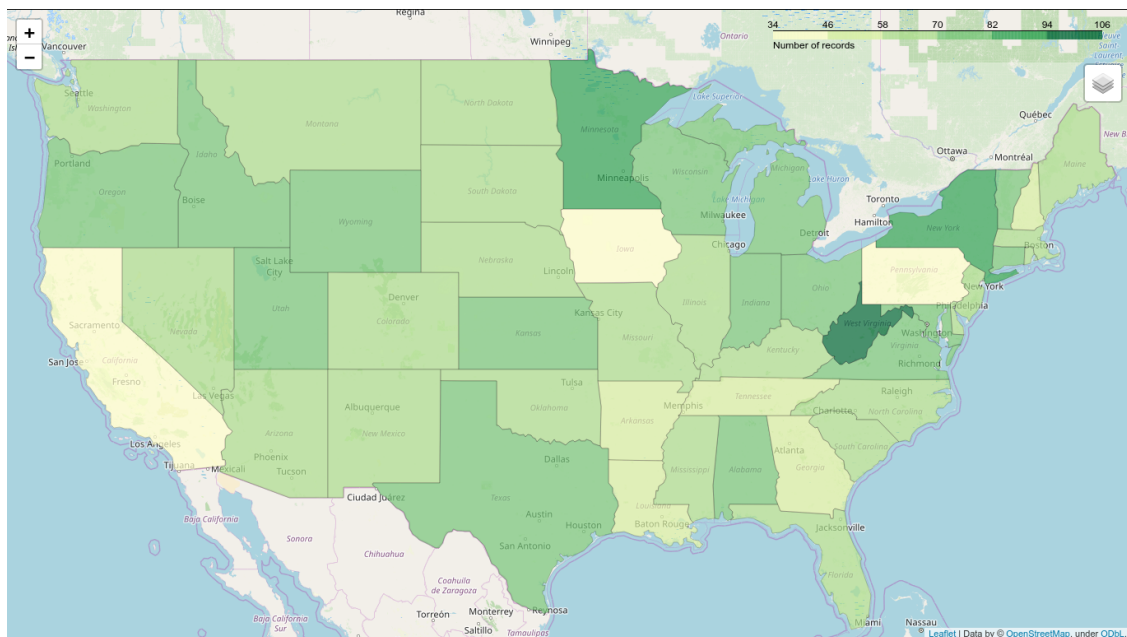 Regina
34 46 58 70 82 94 106
Number of records
+
−
Vancouver
Winnipeg
Ontario
Seattle
Washington
Montana
North Dakota
Lake Superior
Québec
Portland
Oregon
Idaho
Boise
Minnesota
Minneapolis
Wisconsin
Michigan
Ottawa
Montréal
Maine
South Dakota
Wyoming
Milwaukee
Lake Michigan
Lake Huron
Toronto
Hamilton
Detroit
New York
Boston
Salt Lake
City
Nebraska
Lincoln
Iowa
Chicago
Pennsylvania
New York
Philadelphia
Sacramento
Nevada
Utah
Denver
Colorado
Kansas
Kansas City
Missouri
Illinois
Indiana
Ohio
West Virginia
Washington
Virginia
Richmond
San Jose
California
Fresno
Las Vegas
Kentucky
Raleigh
North Carolina
Charlotte
Los Angeles
Arizona
Phoenix
Tucson
Albuquerque
New Mexico
Tulsa
Oklahoma
Arkansas
Memphis
Tennessee
South Carolina
Tijuana
Mexicali
Dallas
Texas
Mississippi
Alabama
Atlanta
Georgia
Ciudad Juárez
Austin
Houston
San Antonio
Louisiana
Baton Rouge
Jacksonville
Baja California
Sonora
Chihuahua
Coahuila
de Zaragoza
Florida
Miami
Nassau
Baja California
Sur
Torreón
Monterrey
Reynosa
Saltillo
Tamaulipas
Leaflet | Data by © OpenStreetMap, under ODbL.